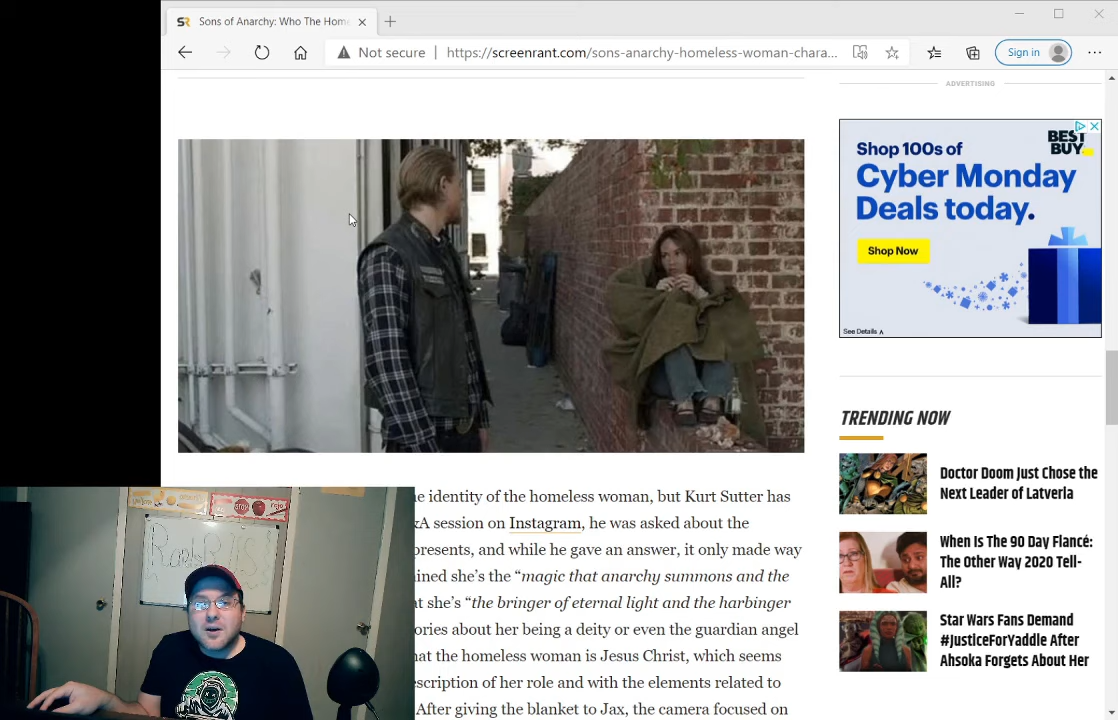 Sons of Anarchy: Who The Hom
Not secure
https://screenrant.com/sons-anarchy-homeless-woman-chara...
Sign in
ADVERTISING
BEST BUY
Shop 100s of
Cyber Monday
Deals today.
Shop Now
See Details
TRENDING NOW
Doctor Doom Just Chose the
Next Leader of Latveria
When Is The 90 Day Fiancé:
The Other Way 2020 Tell-
All?
Star Wars Fans Demand
#JusticeForYaddle After
Ahsoka Forgets About Her
e identity of the homeless woman, but Kurt Sutter has
&A session on Instagram, he was asked about the
presents, and while he gave an answer, it only made way
ined she's the “magic that anarchy summons and the
at she's “the bringer of eternal light and the harbinger
ories about her being a deity or even the guardian angel
hat the homeless woman is Jesus Christ, which seems
escription of her role and with the elements related to
After giving the blanket to Jax, the camera focused on